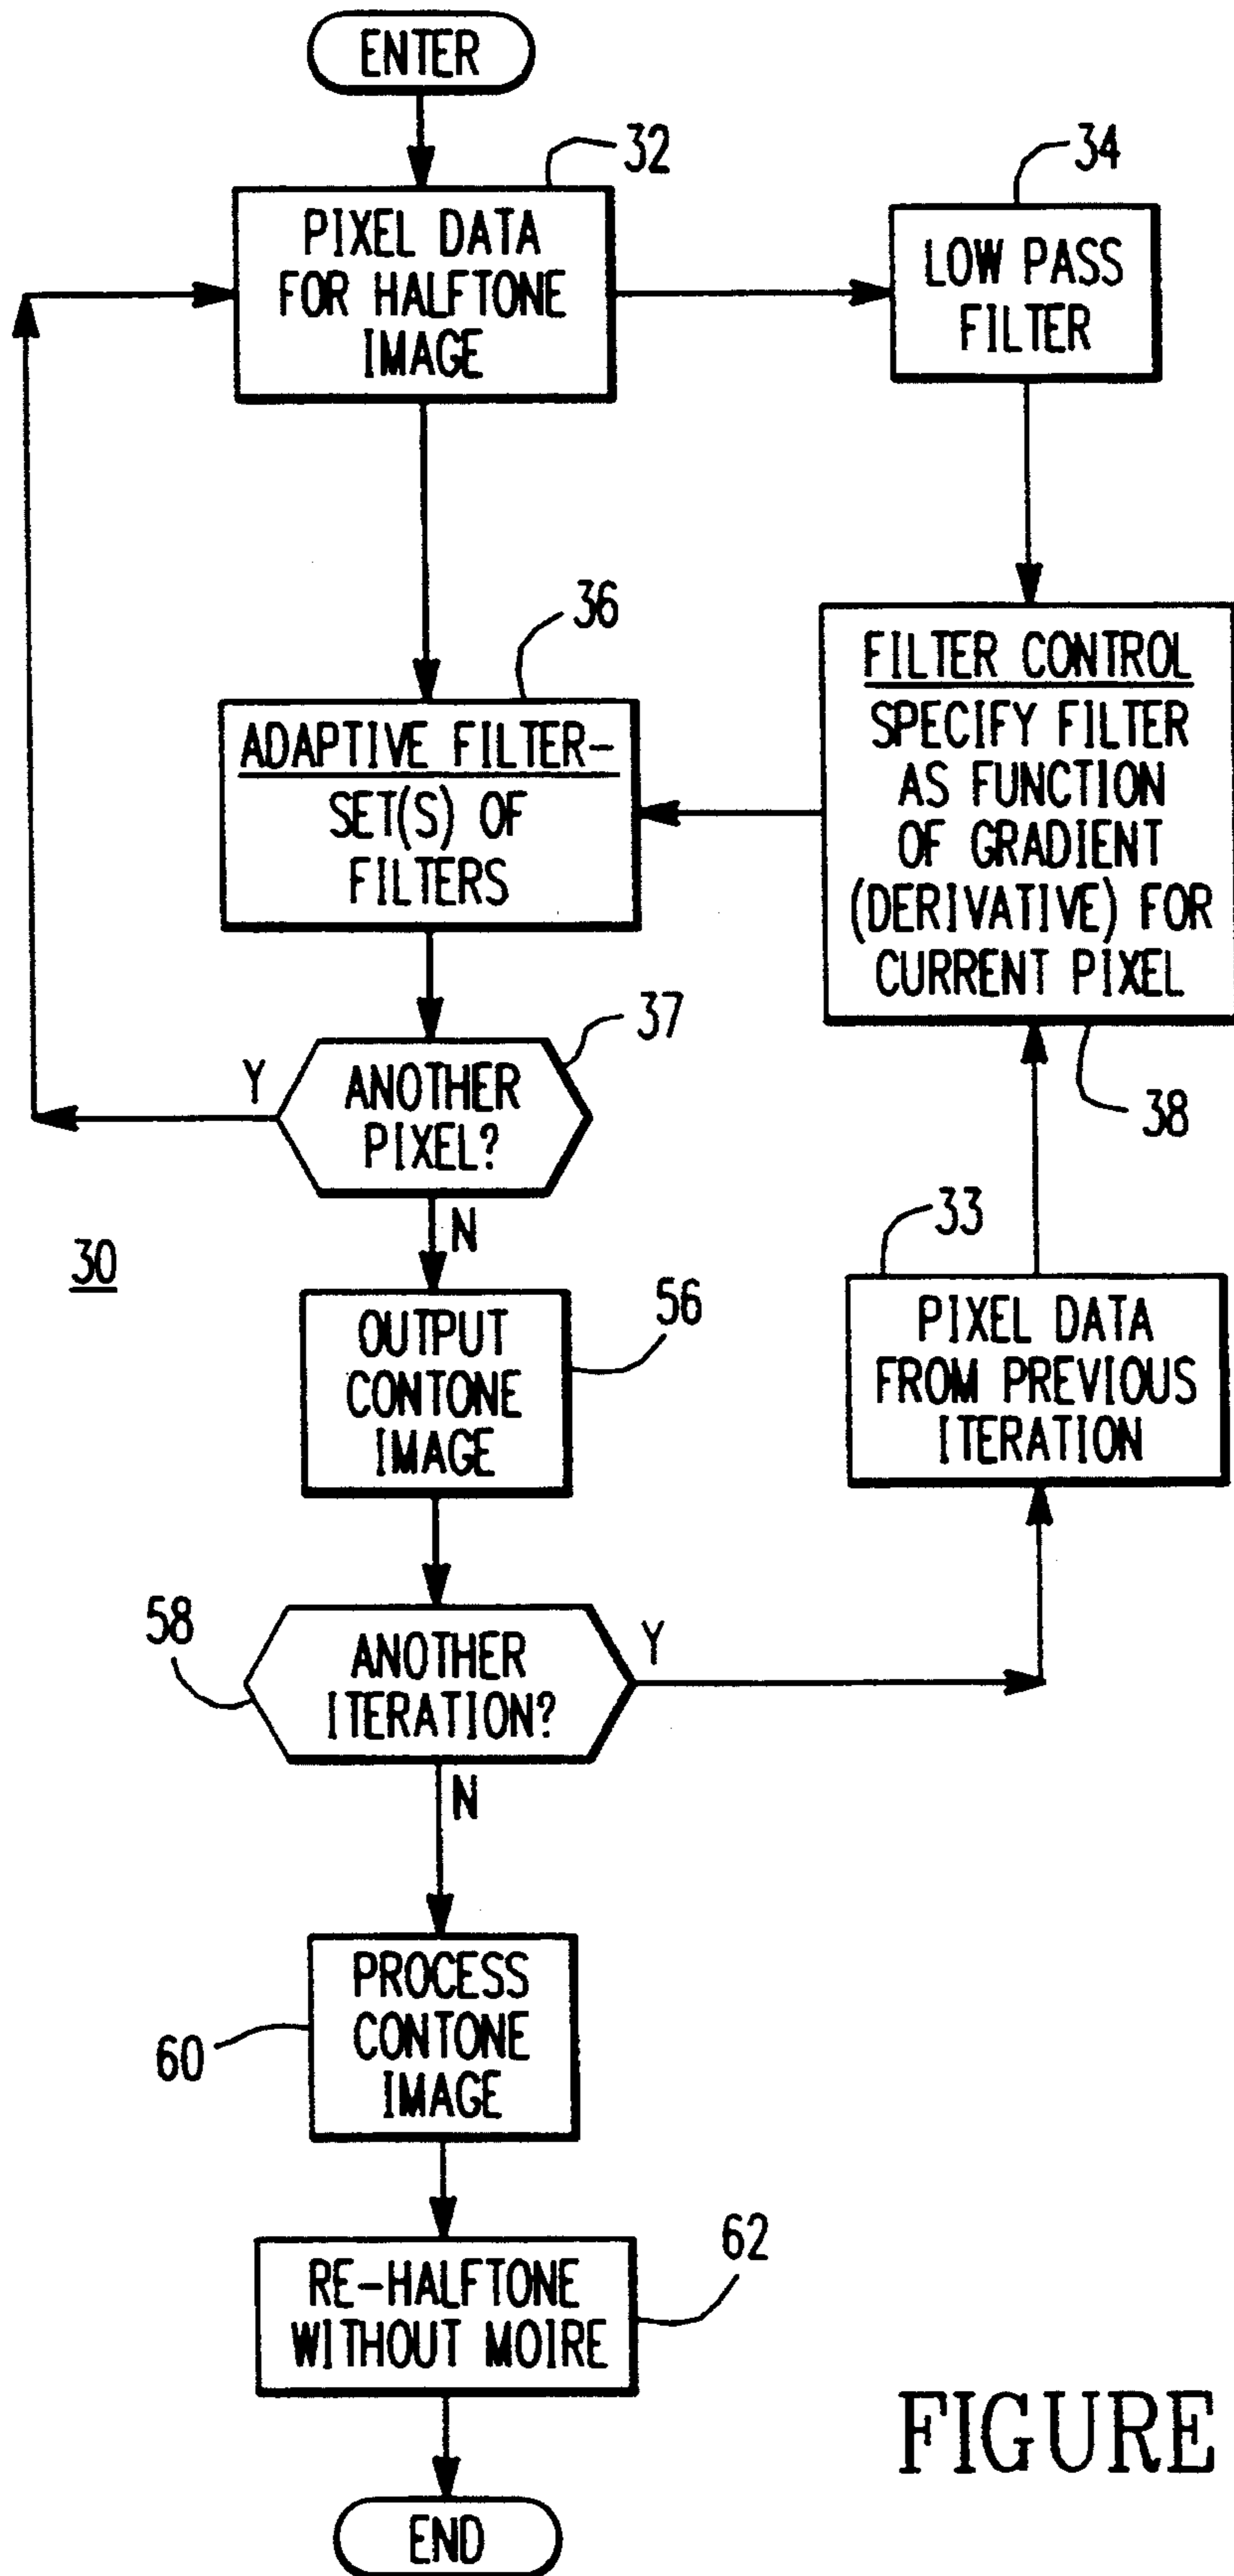 ENTER
32
PIXEL DATA
FOR HALFTONE
IMAGE
34
LOW PASS
FILTER
36
ADAPTIVE FILTER-
SET(S) OF
FILTERS
FILTER CONTROL
SPECIFY FILTER
AS FUNCTION
OF GRADIENT
(DERIVATIVE) FOR
CURRENT PIXEL
38
37
Y
ANOTHER
PIXEL?
N
30
33
PIXEL DATA
FROM PREVIOUS
ITERATION
56
OUTPUT
CONTONE
IMAGE
58
ANOTHER
ITERATION?
Y
N
PROCESS
CONTONE
IMAGE
60
62
RE-HALFTONE
WITHOUT MOIRE
END
FIGURE